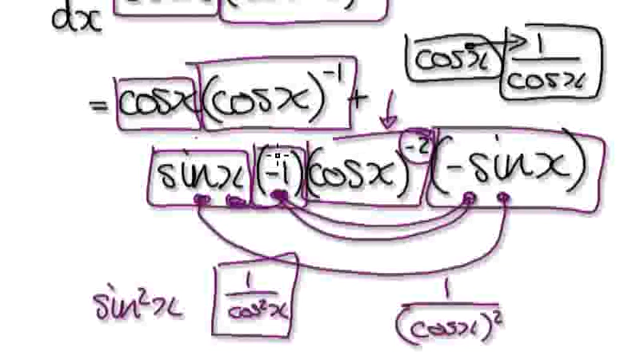 dx
cosx → 1/cosx
= cosx (cosx)^-1 +
sinx (-1) (cosx)^-2 (-sinx)
sin²x 1/cos²x 1/(cosx)²